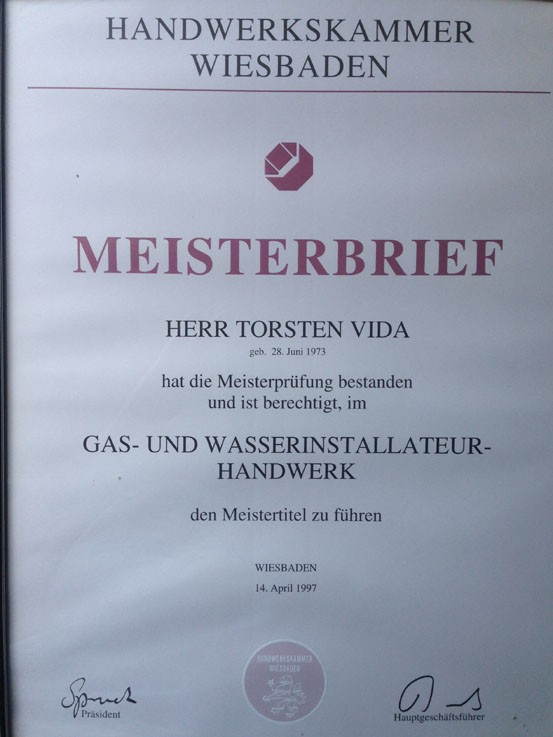 HANDWERKSKAMMER
WIESBADEN
MEISTERBRIEF
HERR TORSTEN VIDA
geb. 28. Juni 1973
hat die Meisterprüfung bestanden
und ist berechtigt, im
GAS- UND WASSERINSTALLATEUR-
HANDWERK
den Meistertitel zu führen
WIESBADEN
14. April 1997
HANDWERKSKAMMER
WIESBADEN
Präsident
Hauptgeschäftsführer